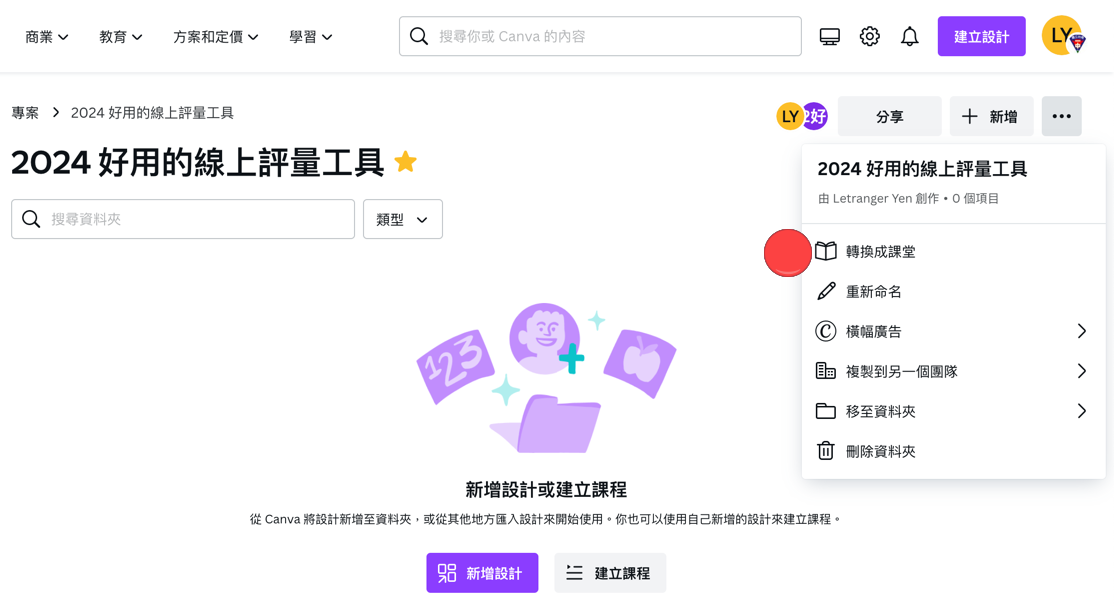 商業 教育 方案和定價 學習 搜尋你或 Canva 的內容 建立設計 LY
專案 2024 好用的線上評量工具 LY 2好 分享 新增
2024 好用的線上評量工具
搜尋資料夾 類型
2024 好用的線上評量工具
由 Letranger Yen 創作 • 0 個項目
轉換成課堂
重新命名
橫幅廣告
複製到另一個團隊
移至資料夾
刪除資料夾
123
新增設計或建立課程
從 Canva 將設計新增至資料夾，或從其他地方匯入設計來開始使用。你也可以使用自己新增的設計來建立課程。
新增設計 建立課程